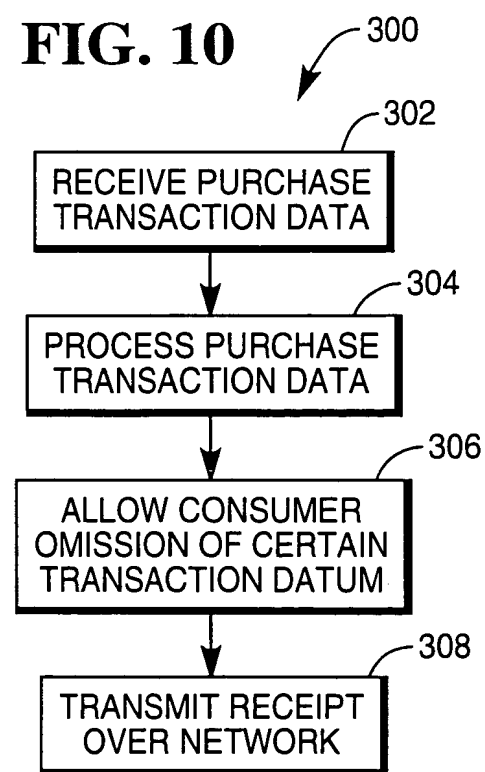 FIG. 10
300
302
RECEIVE PURCHASE
TRANSACTION DATA
304
PROCESS PURCHASE
TRANSACTION DATA
306
ALLOW CONSUMER
OMISSION OF CERTAIN
TRANSACTION DATUM
308
TRANSMIT RECEIPT
OVER NETWORK